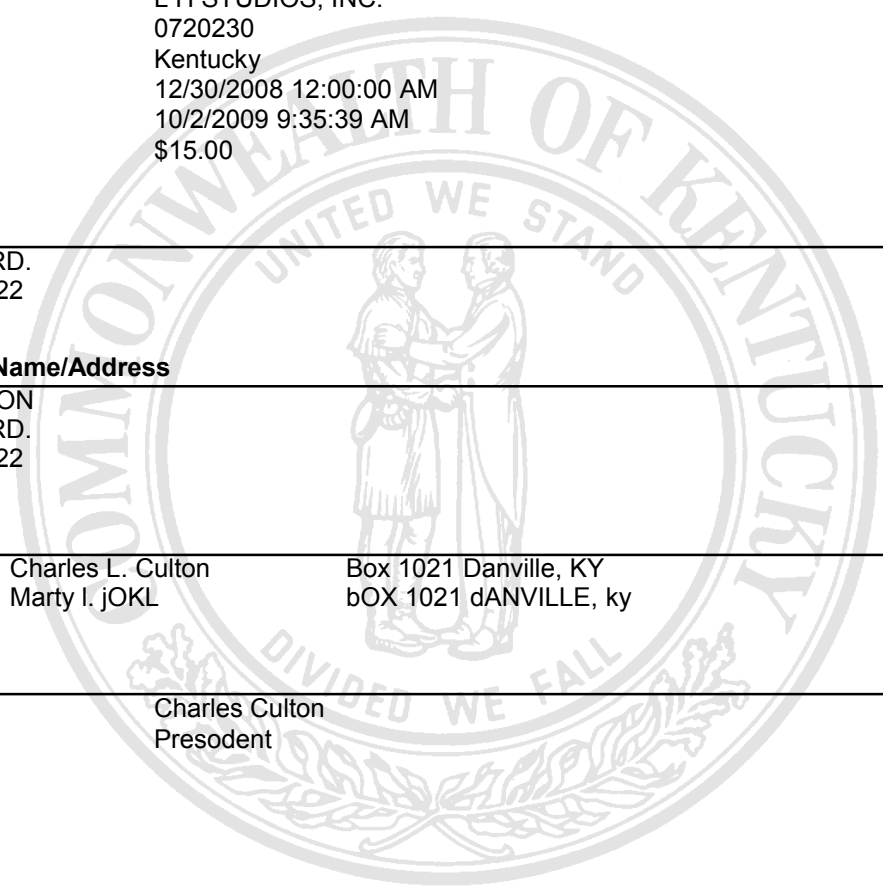 STUDIOS, INC.
0720230
Kentucky
12/30/2008 12:00:00 AM
10/2/2009 9:35:39 AM
$15.00
COMMONWEALTH OF KENTUCKY
UNITED WE STAND
RD.
22
Name/Address
ON
RD.
22
Charles L. Culton Box 1021 Danville, KY
Marty I. jOKL bOX 1021 dANVILLE, ky
DIVIDED WE FALL
Charles Culton
Presodent